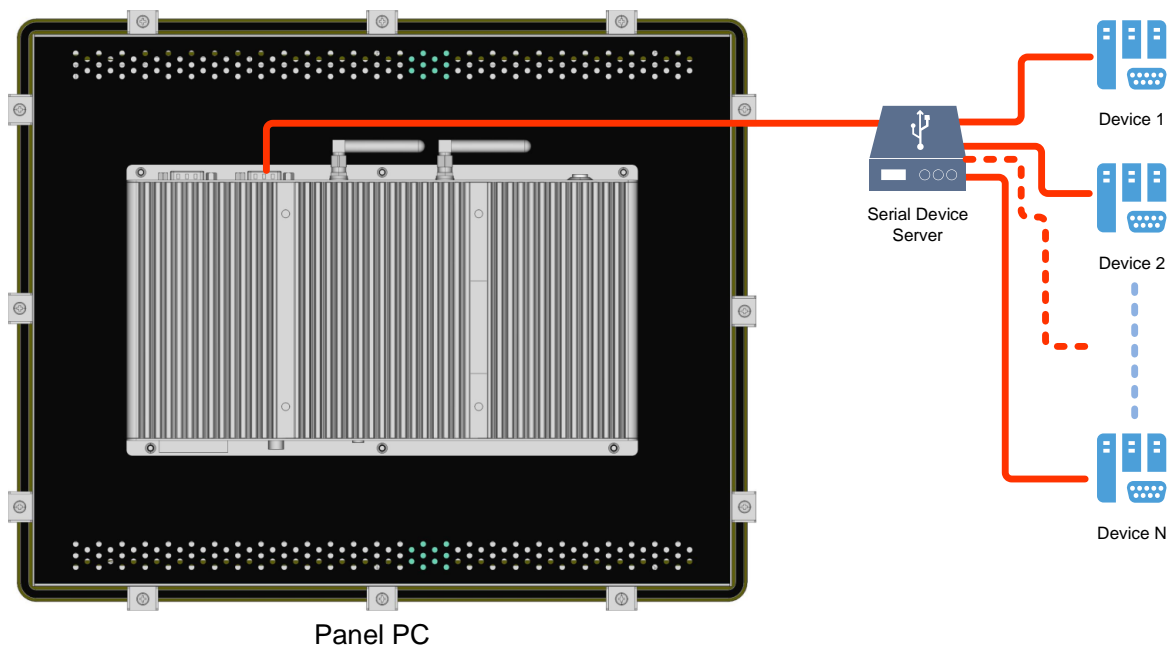 Device 1
Serial Device
Server
Device 2
Device N
Panel PC